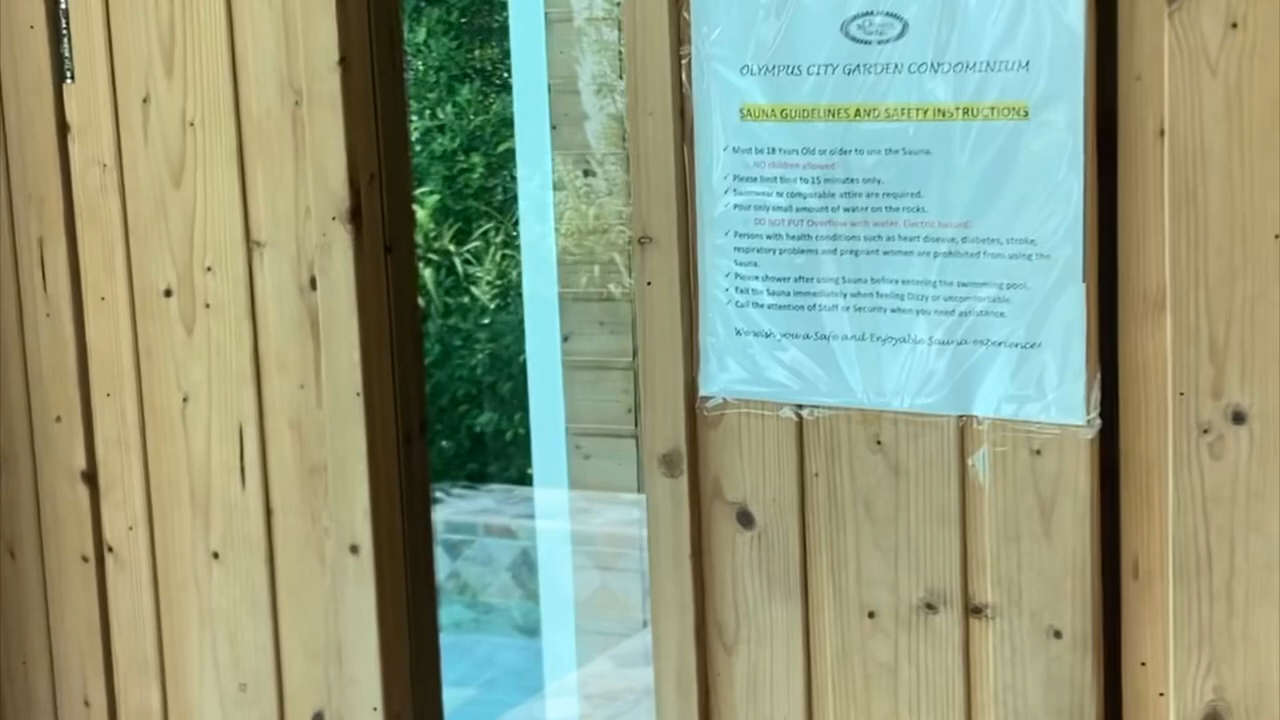 OLYMPUS CITY GARDEN CONDOMINIUM
SAUNA GUIDELINES AND SAFETY INSTRUCTIONS
✓ Must be 18 Years Old or older to use the Sauna.
NO children allowed!
✓ Please limit time to 15 minutes only.
✓ Swimwear or comparable attire are required.
✓ Pour only small amount of water on the rocks.
DO NOT PUT Overflow with water. Electric hazard!
✓ Persons with health conditions such as heart disease, diabetes, stroke,
respiratory problems and pregnant women are prohibited from using the
Sauna.
✓ Please shower after using Sauna before entering the swimming pool.
✓ Exit the Sauna immediately when feeling Dizzy or uncomfortable.
✓ Call the attention of Staff or Security when you need assistance.
We wish you a Safe and Enjoyable Sauna experience!